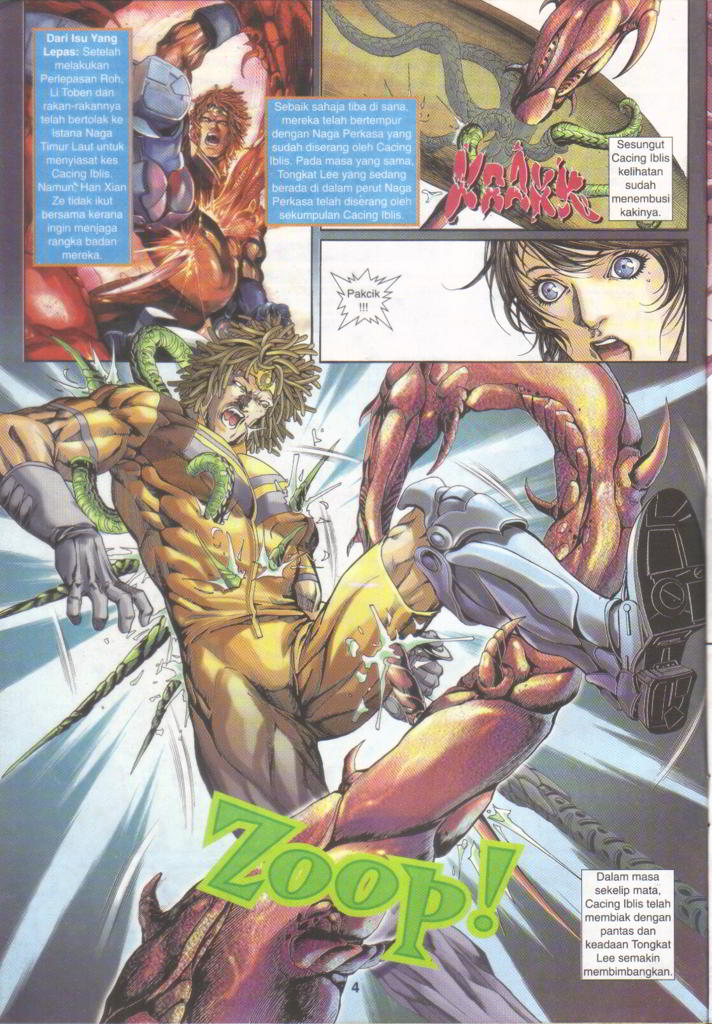 Dari Isu Yang
Lepas: Setelah
melakukan
Perlepasan Roh,
Li Toben dan
rakan-rakannya
telah bertolak ke
Istana Naga
Timur Laut untuk
menyiasat kes
Cacing Iblis.
Namun, Han Xian
Ze tidak ikut
bersama kerana
ingin menjaga
rangka badan
mereka.
Sebaik sahaja tiba di sana,
mereka telah bertempur
dengan Naga Perkasa yang
sudah diserang oleh Cacing
Iblis. Pada masa yang sama,
Tongkat Lee yang sedang
berada di dalam perut Naga
Perkasa telah diserang oleh
sekumpulan Cacing Iblis.
KRAKK
Sesungut
Cacing Iblis
kelihatan
sudah
menembusi
kakinya.
Pakcik
!!!
Zoop!
Dalam masa
sekelip mata,
Cacing Iblis telah
membiak dengan
pantas dan
keadaan Tongkat
Lee semakin
membimbangkan.
4